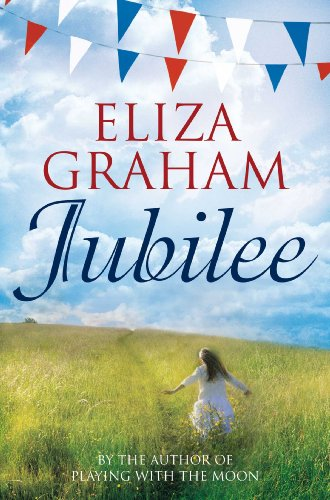 ELIZA
GRAHAM
Jubilee
BY THE AUTHOR OF
PLAYING WITH THE MOON